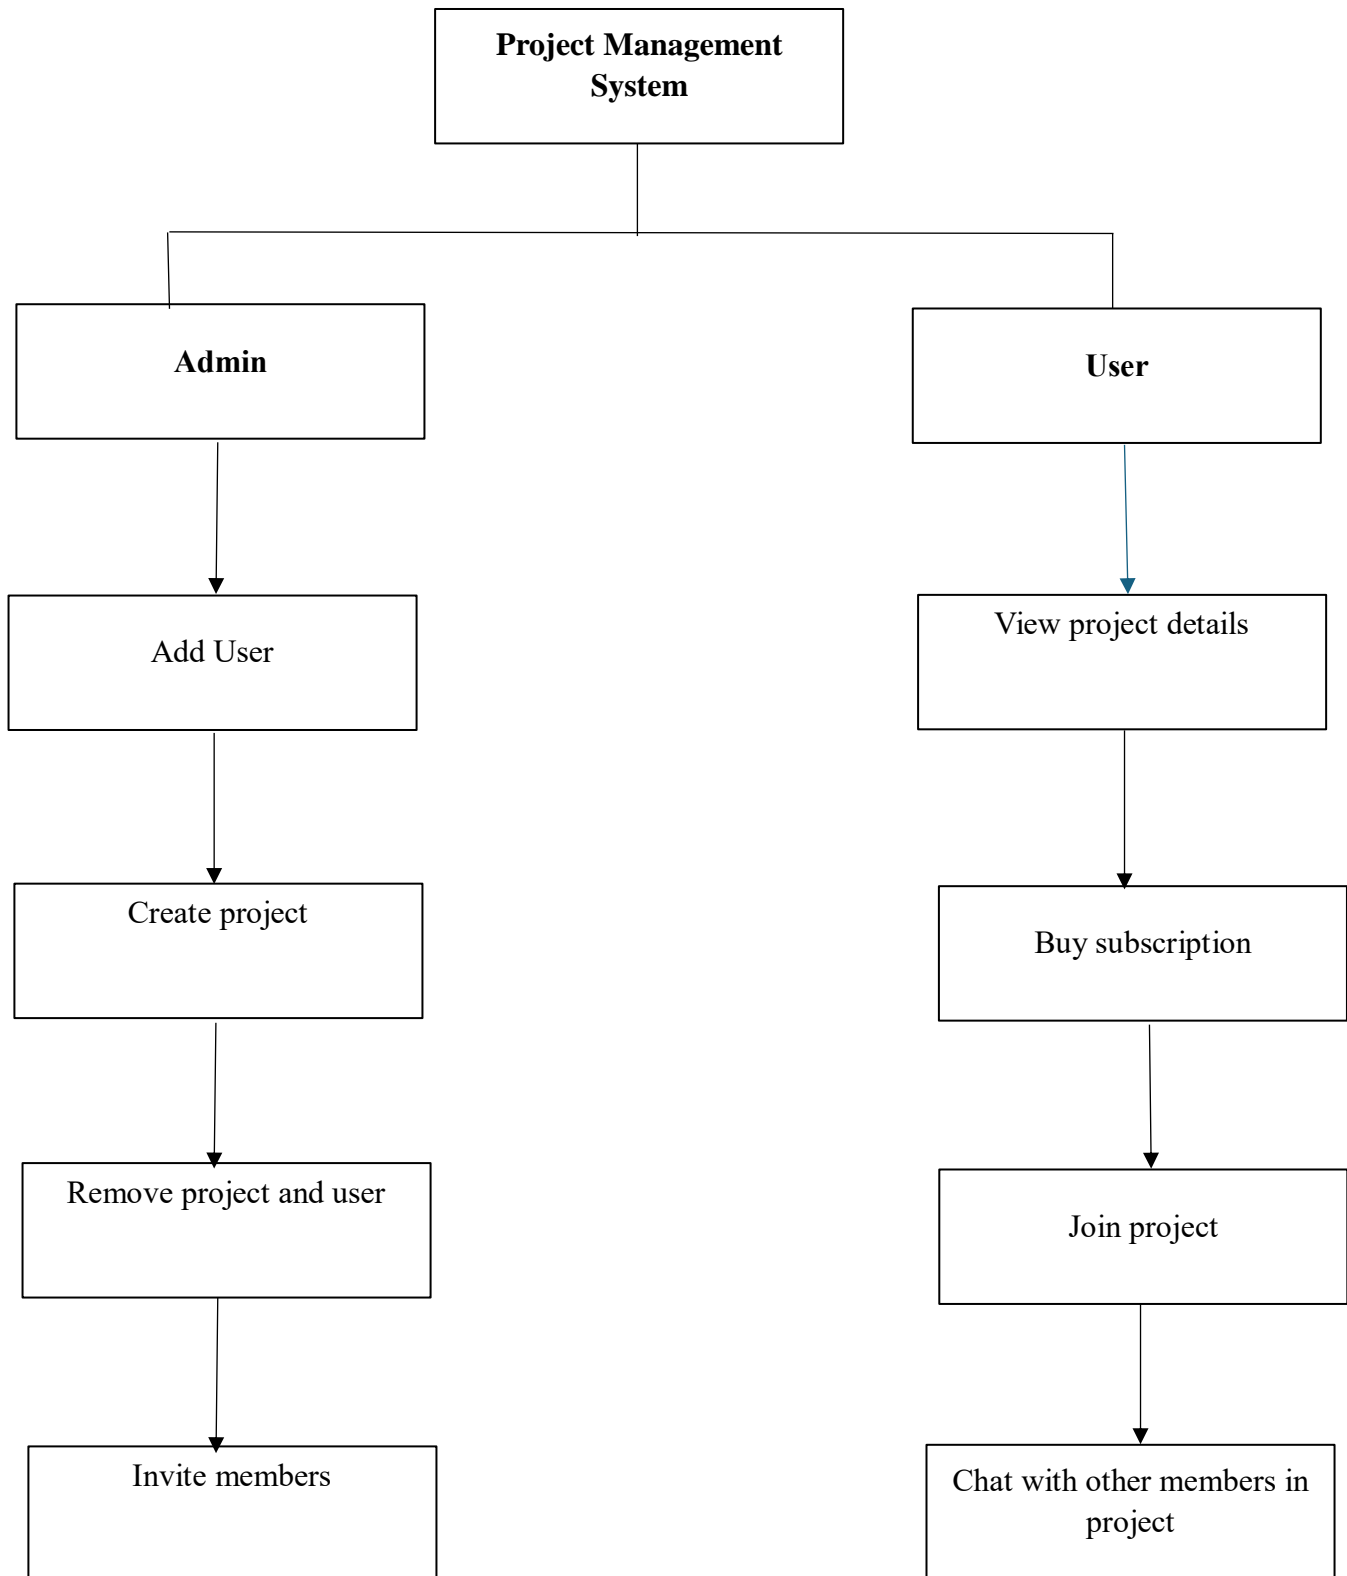 Project Management
System
Admin
User
Add User
View project details
Create project
Buy subscription
Remove project and user
Join project
Invite members
Chat with other members in
project